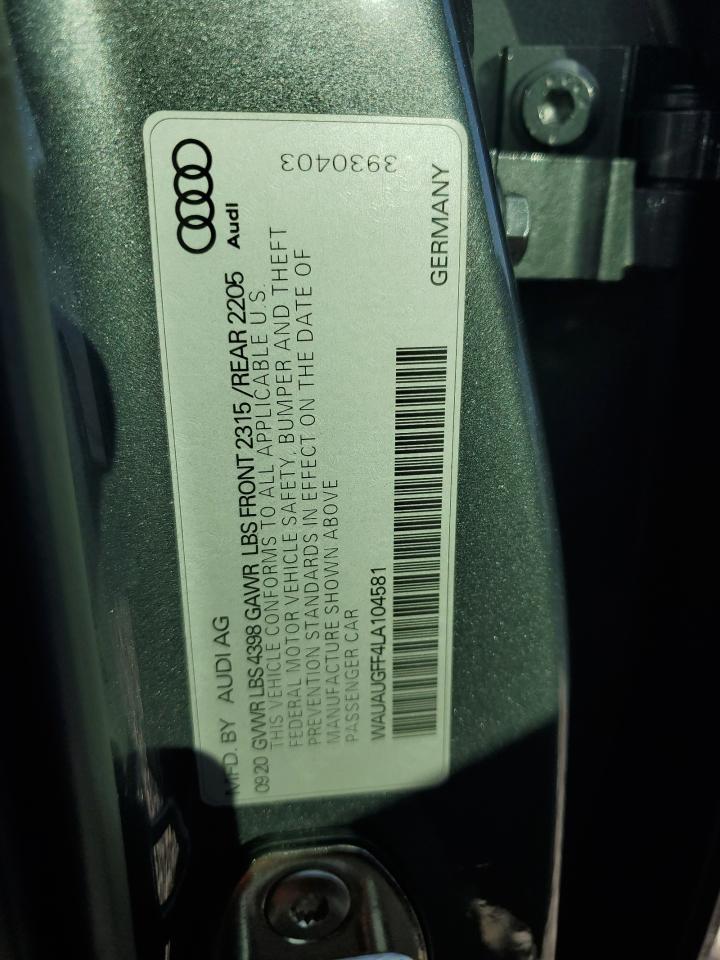 MFD. BY AUDI AG
0920 GVWR LBS 4398 GAWR LBS FRONT 2315 /REAR 2205
THIS VEHICLE CONFORMS TO ALL APPLICABLE U.S.
FEDERAL MOTOR VEHICLE SAFETY, BUMPER AND THEFT
PREVENTION STANDARDS IN EFFECT ON THE DATE OF
MANUFACTURE SHOWN ABOVE
PASSENGER CAR
WAUAUGFF4LA104581
GERMANY
Audi
3930403